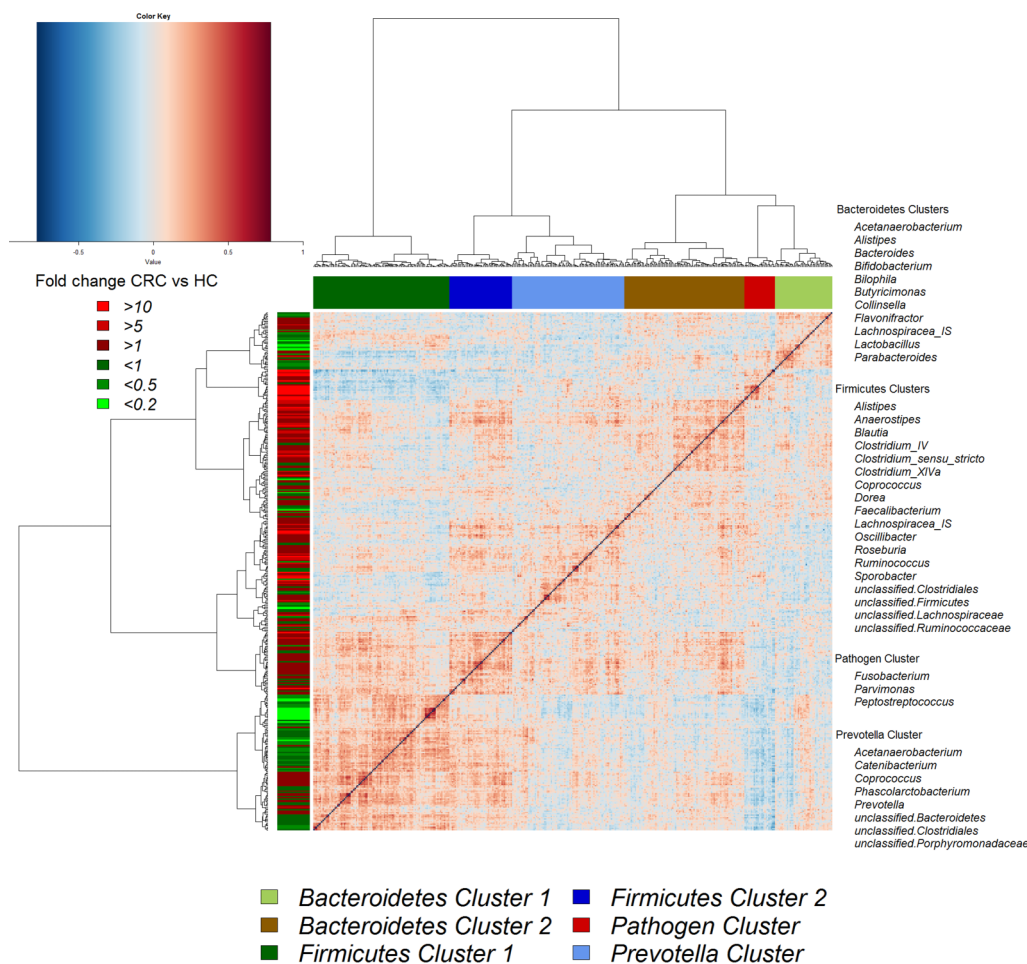 Color Key
-0.5
0
0.5
1
Value
Fold change CRC vs HC
>10
>5
>1
<1
<0.5
<0.2
Bacteroidetes Clusters
Acetanaerobacterium
Alistipes
Bacteroides
Bifidobacterium
Bilophila
Butyricimonas
Collinsella
Flavonifractor
Lachnospiracea_IS
Lactobacillus
Parabacteroides
Firmicutes Clusters
Alistipes
Anaerostipes
Blautia
Clostridium_IV
Clostridium_sensu_stricto
Clostridium_XIVa
Coprococcus
Dorea
Faecalibacterium
Lachnospiracea_IS
Oscillibacter
Roseburia
Ruminococcus
Sporobacter
unclassified.Clostridiales
unclassified.Firmicutes
unclassified.Lachnospiraceae
unclassified.Ruminococcaceae
Pathogen Cluster
Fusobacterium
Parvimonas
Peptostreptococcus
Prevotella Cluster
Acetanaerobacterium
Catenibacterium
Coprococcus
Phascolarctobacterium
Prevotella
unclassified.Bacteroidetes
unclassified.Clostridiales
unclassified.Porphyromonadaceae
Bacteroidetes Cluster 1
Bacteroidetes Cluster 2
Firmicutes Cluster 1
Firmicutes Cluster 2
Pathogen Cluster
Prevotella Cluster